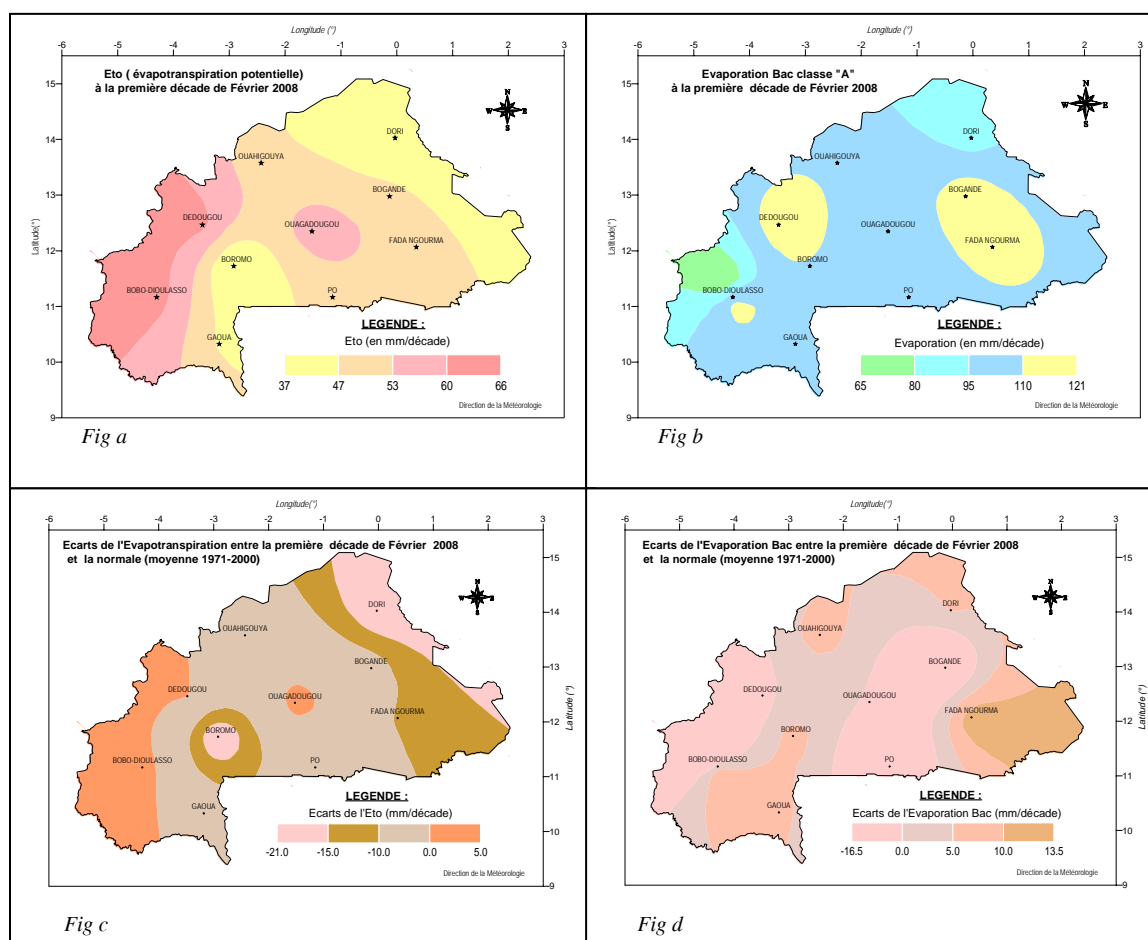 Longitude (°)
-6 -5 -4 -3 -2 -1 0 1 2 3
Eto ( évapotranspiration potentielle)
à la première décade de Février 2008
N
W E
S
15
14
13
12
11
10
9
Latitude(°)
DORI
OUAHIGOUYA
BOGANDE
DEDOUGOU
OUAGADOUGOU
FADA NGOURMA
BOROMO
BOBO-DIOULASSO
PO
GAOUA
LEGENDE :
Eto (en mm/décade)
37 47 53 60 66
Direction de la Météorologie
Fig a
Longitude(°)
-6 -5 -4 -3 -2 -1 0 1 2 3
Evaporation Bac classe "A"
à la première décade de Février 2008
N
W E
S
15
14
13
12
11
10
9
Latitude(°)
DORI
OUAHIGOUYA
BOGANDE
DEDOUGOU
OUAGADOUGOU
FADA NGOURMA
BOROMO
BOBO-DIOULASSO
PO
GAOUA
LEGENDE :
Evaporation (en mm/décade)
65 80 95 110 121
Direction de la Météorologie
Fig b
Longitude(°)
-6 -5 -4 -3 -2 -1 0 1 2 3
Ecarts de l'Evapotranspiration entre la première décade de Février 2008
et la normale (moyenne 1971-2000)
N
W E
S
15
14
13
12
11
10
9
Latitude (°)
DORI
OUAHIGOUYA
BOGANDE
DEDOUGOU
OUAGADOUGOU
FADA NGOURMA
BOROMO
BOBO-DIOULASSO
PO
GAOUA
LEGENDE :
Ecarts de l'Eto (mm/décade)
-21.0 -15.0 -10.0 0.0 5.0
Direction de la Météorologie
Fig c
Longitude(°)
-6 -5 -4 -3 -2 -1 0 1 2 3
Ecarts de l'Evaporation Bac entre la première décade de Février 2008
et la normale (moyenne 1971-2000)
N
W E
S
15
14
13
12
11
10
9
Latitude (°)
DORI
OUAHIGOUYA
BOGANDE
DEDOUGOU
OUAGADOUGOU
FADA NGOURMA
BOROMO
BOBO-DIOULASSO
PO
GAOUA
LEGENDE :
Ecarts de l'Evaporation Bac (mm/décade)
-16.5 0.0 5.0 10.0 13.5
Direction de la Météorologie
Fig d